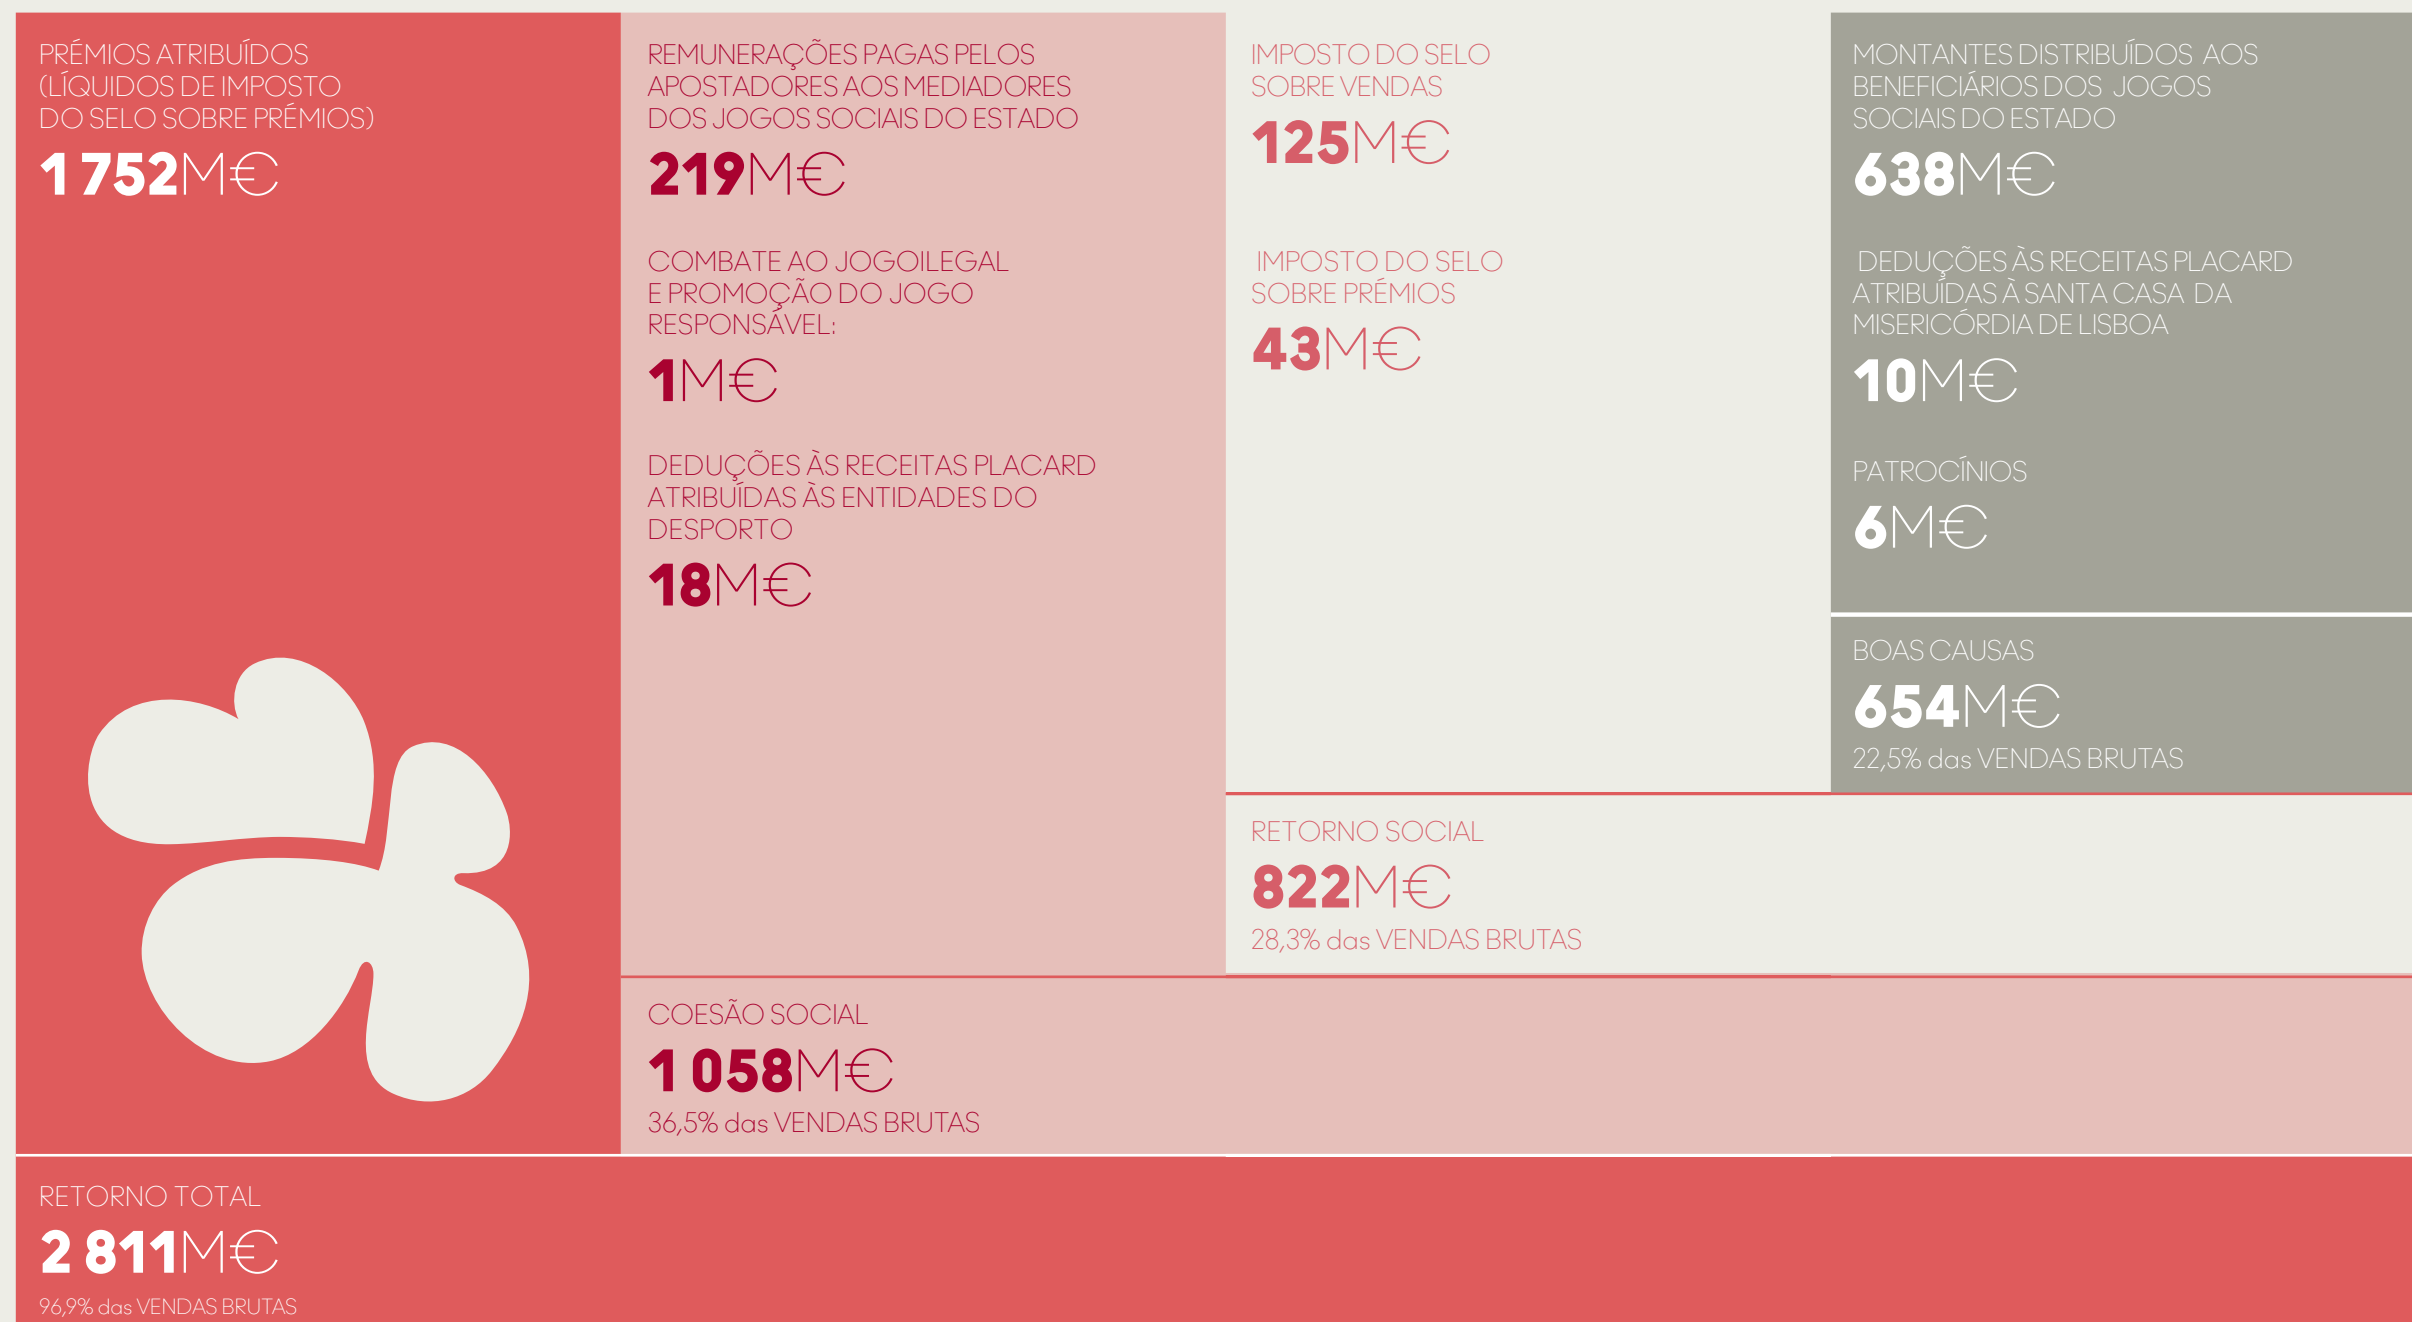 PRÉMIOS ATRIBUÍDOS
(LÍQUIDOS DE IMPOSTO
DO SELO SOBRE PRÉMIOS)
1 752M€
REMUNERAÇÕES PAGAS PELOS
APOSTADORES AOS MEDIADORES
DOS JOGOS SOCIAIS DO ESTADO
219M€
COMBATE AO JOGOILEGAL
E PROMOÇÃO DO JOGO
RESPONSÁVEL:
1M€
DEDUÇÕES ÀS RECEITAS PLACARD
ATRIBUÍDAS ÀS ENTIDADES DO
DESPORTO
18M€
IMPOSTO DO SELO
SOBRE VENDAS
125M€
IMPOSTO DO SELO
SOBRE PRÉMIOS
43M€
MONTANTES DISTRIBUÍDOS AOS
BENEFICIÁRIOS DOS JOGOS
SOCIAIS DO ESTADO
638M€
DEDUÇÕES ÀS RECEITAS PLACARD
ATRIBUÍDAS À SANTA CASA DA
MISERICÓRDIA DE LISBOA
10M€
PATROCÍNIOS
6M€
BOAS CAUSAS
654M€
22,5% das VENDAS BRUTAS
RETORNO SOCIAL
822M€
28,3% das VENDAS BRUTAS
COESÃO SOCIAL
1 058M€
36,5% das VENDAS BRUTAS
RETORNO TOTAL
2 811M€
96,9% das VENDAS BRUTAS